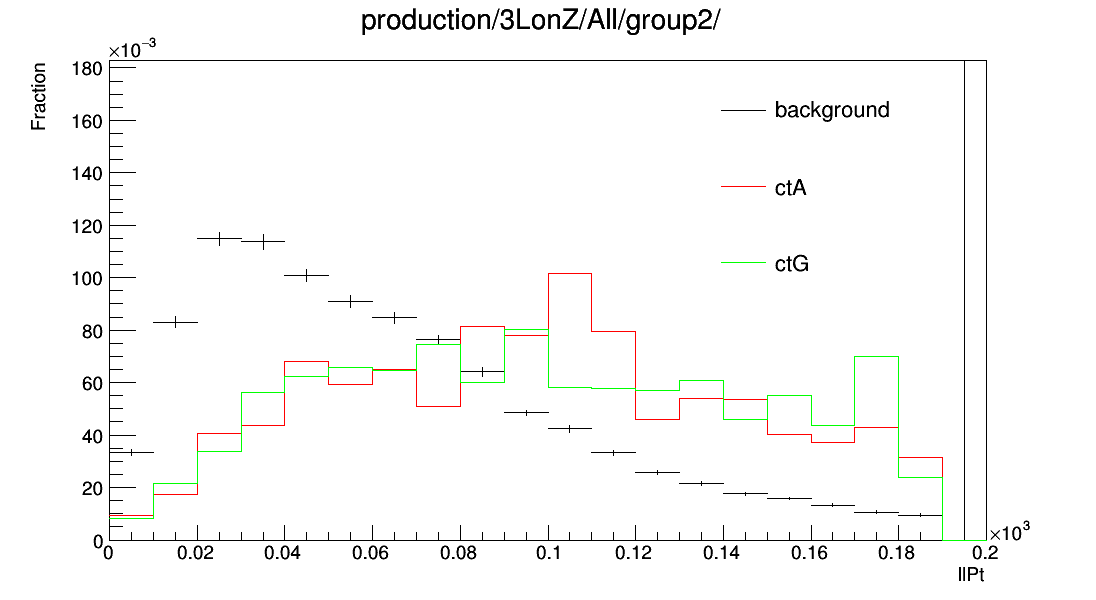 production/3LonZ/All/group2/
×10⁻³
Fraction
180
160
140
120
100
80
60
40
20
0
background
ctA
ctG
0 0.02 0.04 0.06 0.08 0.1 0.12 0.14 0.16 0.18 0.2
×10³
llPt